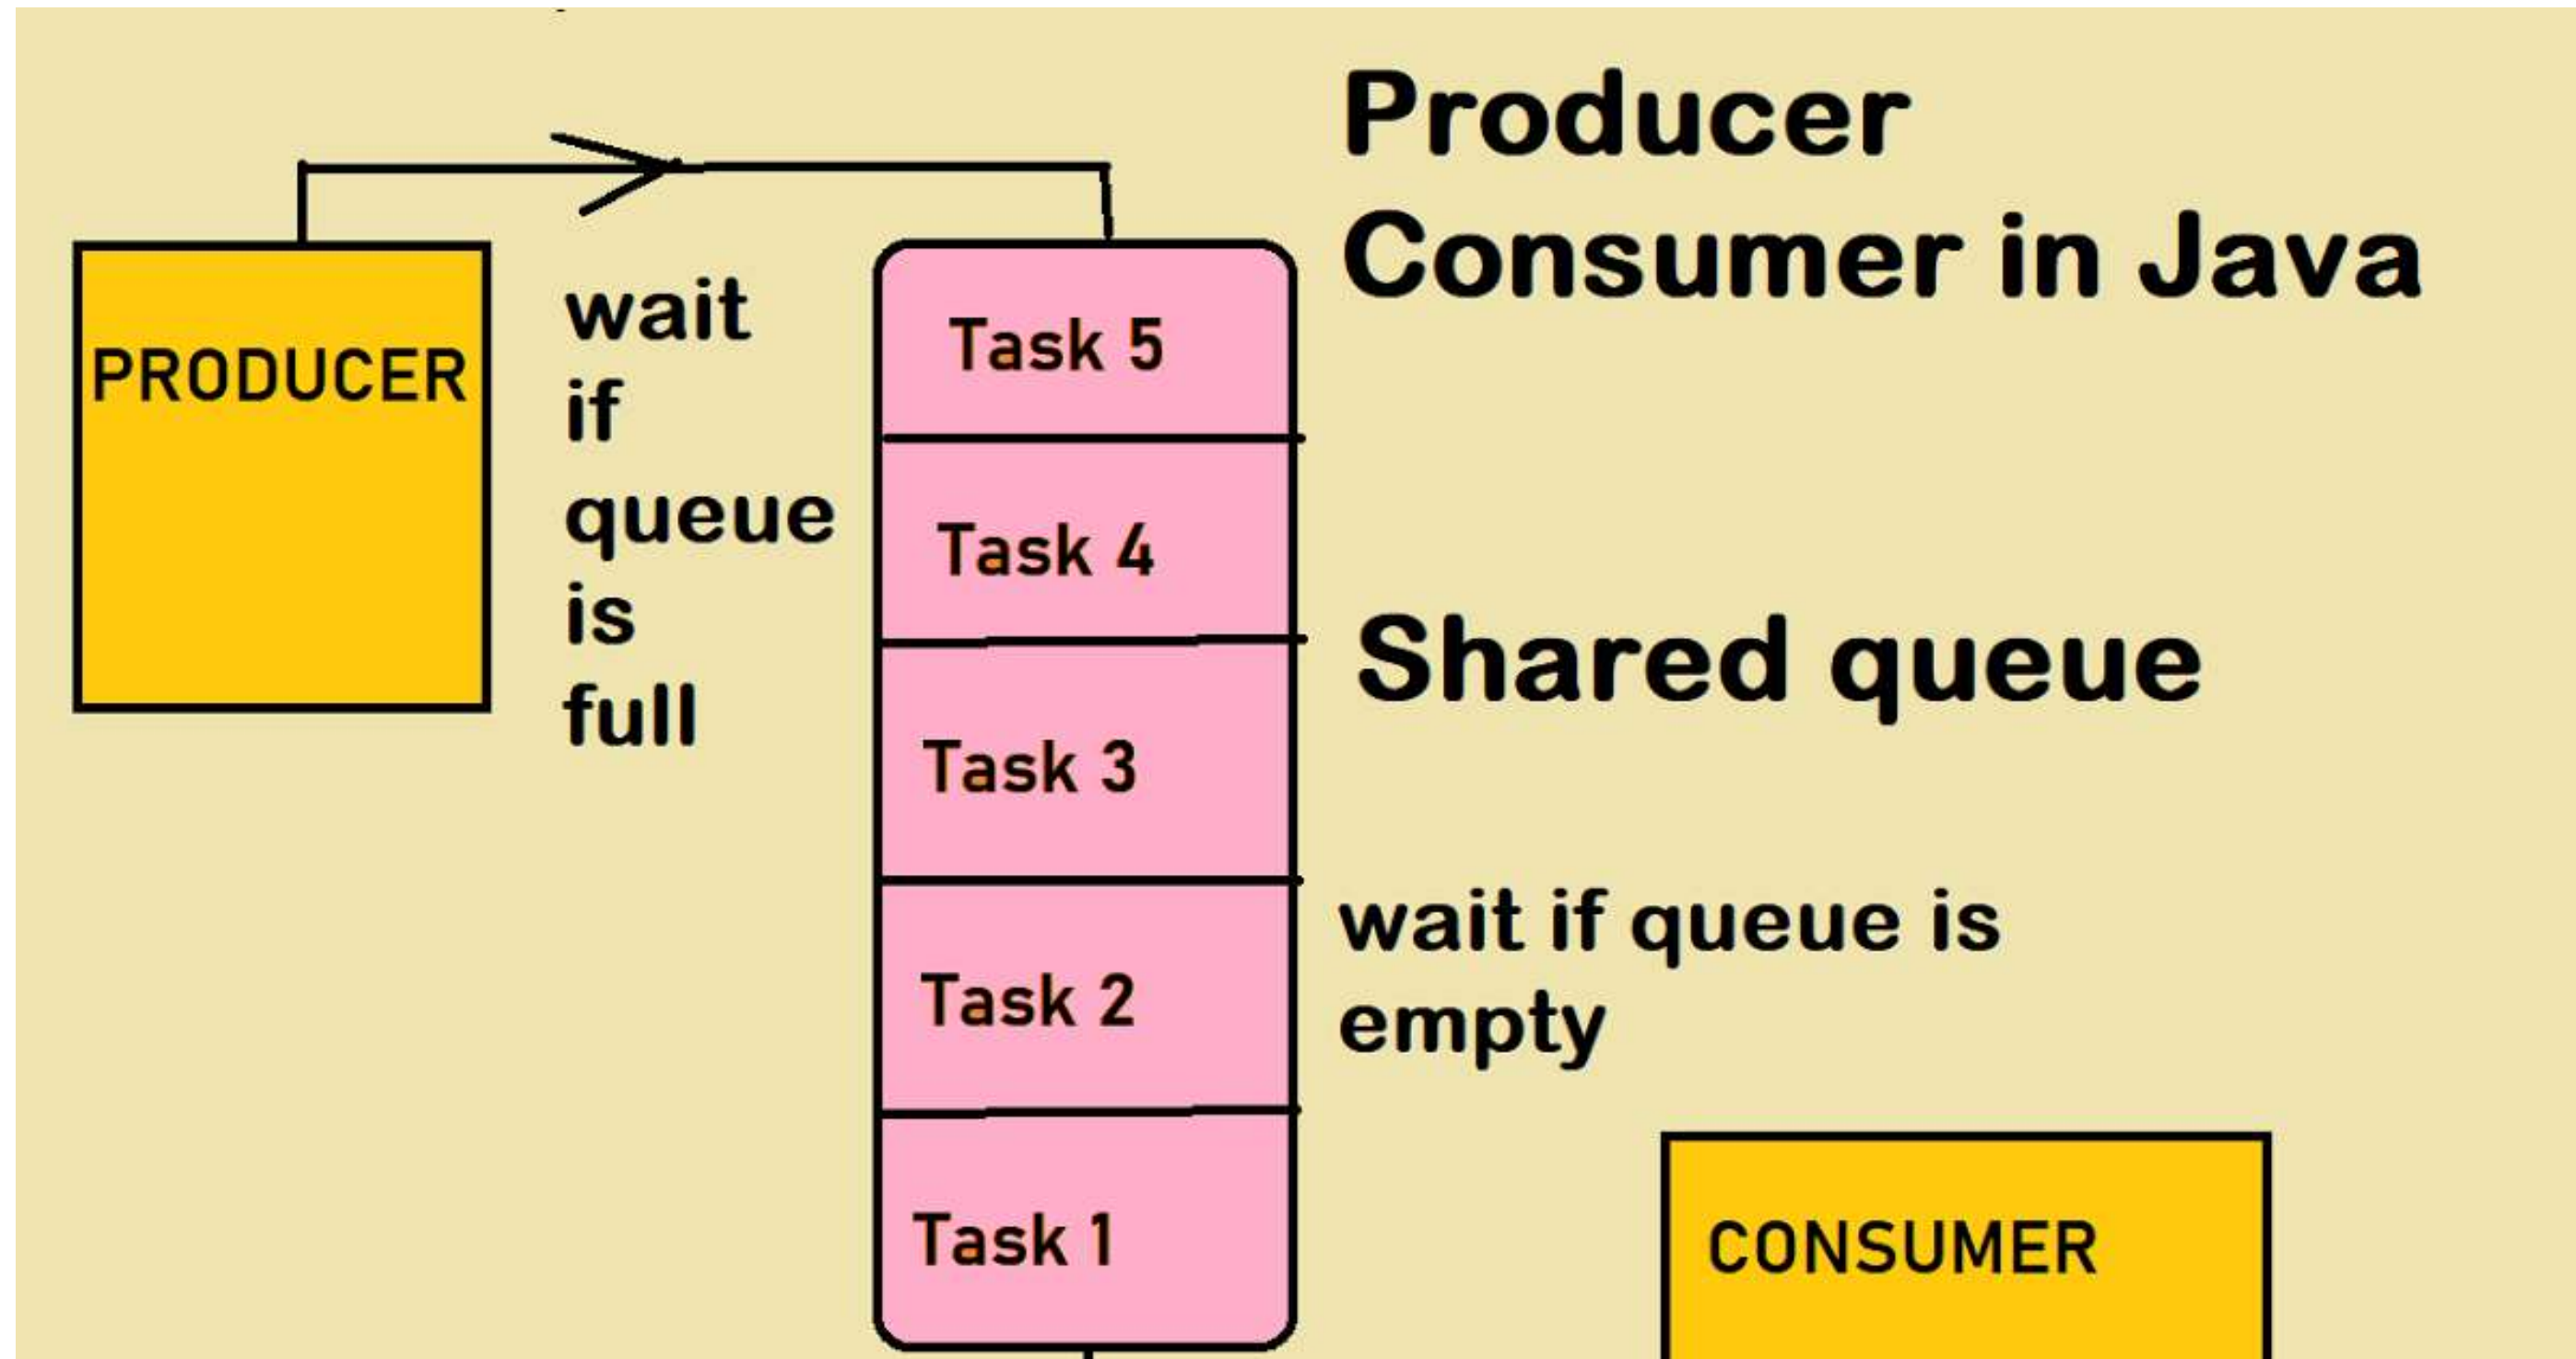 Producer
Consumer in Java
PRODUCER
wait
if
queue
is
full
Task 5
Task 4
Task 3
Task 2
Task 1
Shared queue
wait if queue is
empty
CONSUMER